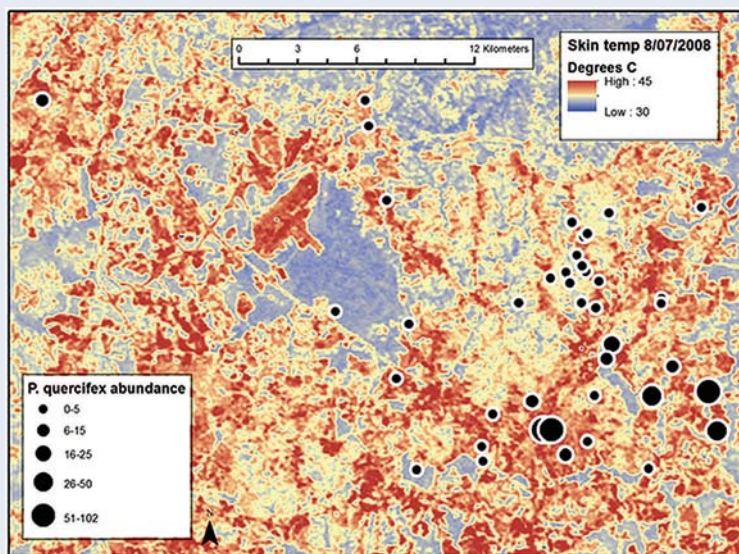 0 3 6 12 Kilometers
Skin temp 8/07/2008
Degrees C
High : 45
Low : 30
P. quercifex abundance
0-5
6-15
16-25
26-50
51-102
N